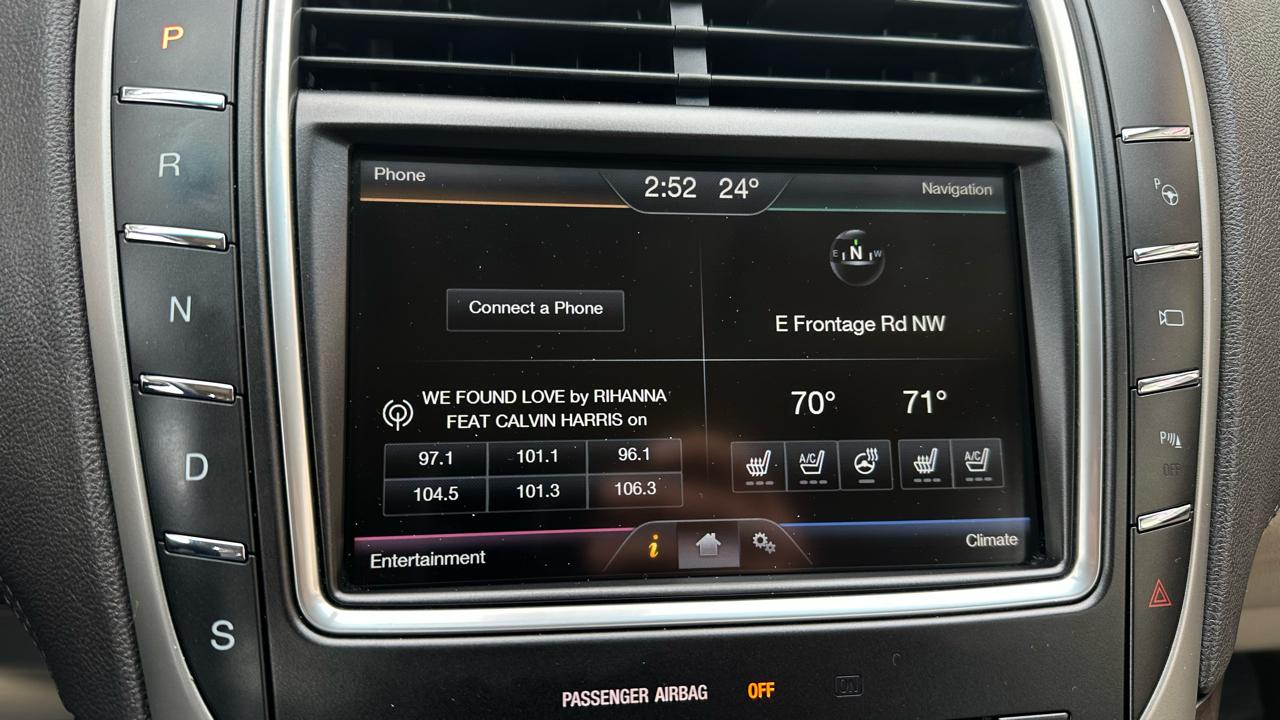 P
R
N
D
S
Phone
2:52 24°
Navigation
E N W
Connect a Phone
E Frontage Rd NW
WE FOUND LOVE by RIHANNA
FEAT CALVIN HARRIS on
97.1 101.1 96.1
104.5 101.3 106.3
70° 71°
A/C A/C
Entertainment
i
Climate
P
P
OFF
PASSENGER AIRBAG OFF ON